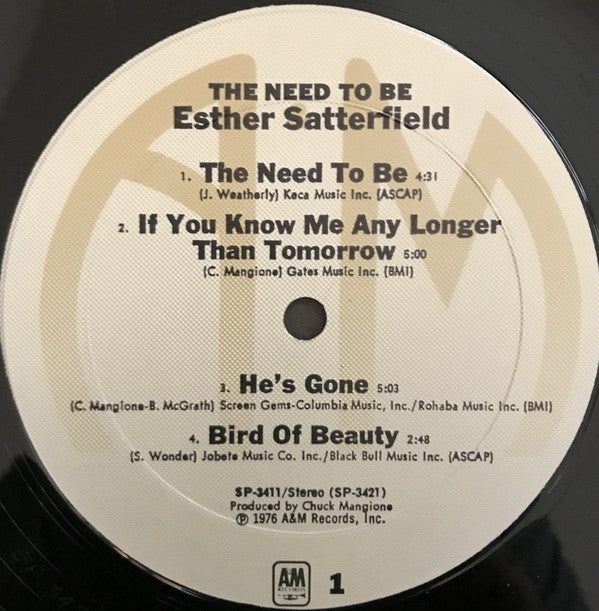 THE NEED TO BE
Esther Satterfield
1. The Need To Be 4:31
(J. Weatherly) Keca Music Inc. (ASCAP)
2. If You Know Me Any Longer
Than Tomorrow 5:00
(C. Mangione) Gates Music Inc. (BMI)
3. He's Gone 5:03
(C. Mangione-B. McGrath) Screen Gems-Columbia Music, Inc./Rohaba Music Inc. (BMI)
4. Bird Of Beauty 2:48
(S. Wonder) Jobete Music Co. Inc./Black Bull Music Inc. (ASCAP)
SP-3411/Stereo (SP-3421)
Produced by Chuck Mangione
℗ 1976 A&M Records, Inc.
A&M
RECORDS
1